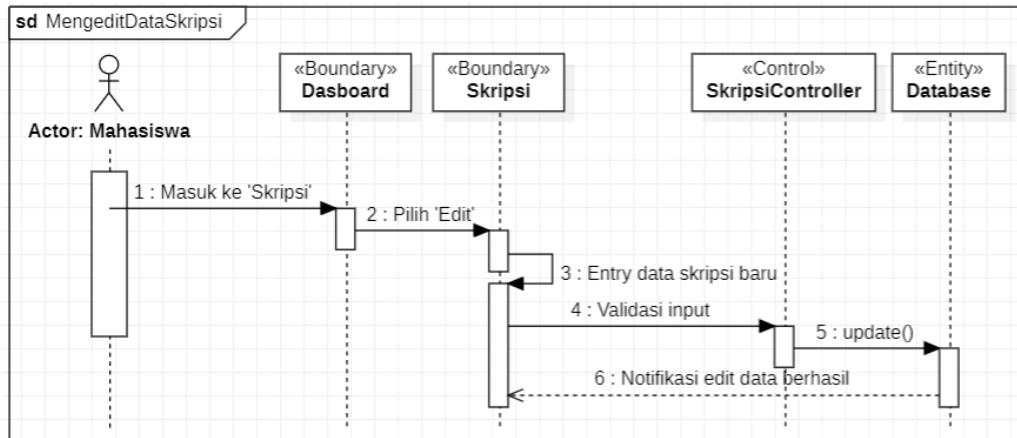 sd MengeditDataSkripsi
«Boundary»
Dasboard
«Boundary»
Skripsi
«Control»
SkripsiController
«Entity»
Database
Actor: Mahasiswa
1 : Masuk ke 'Skripsi'
2 : Pilih 'Edit'
3 : Entry data skripsi baru
4 : Validasi input
5 : update()
6 : Notifikasi edit data berhasil